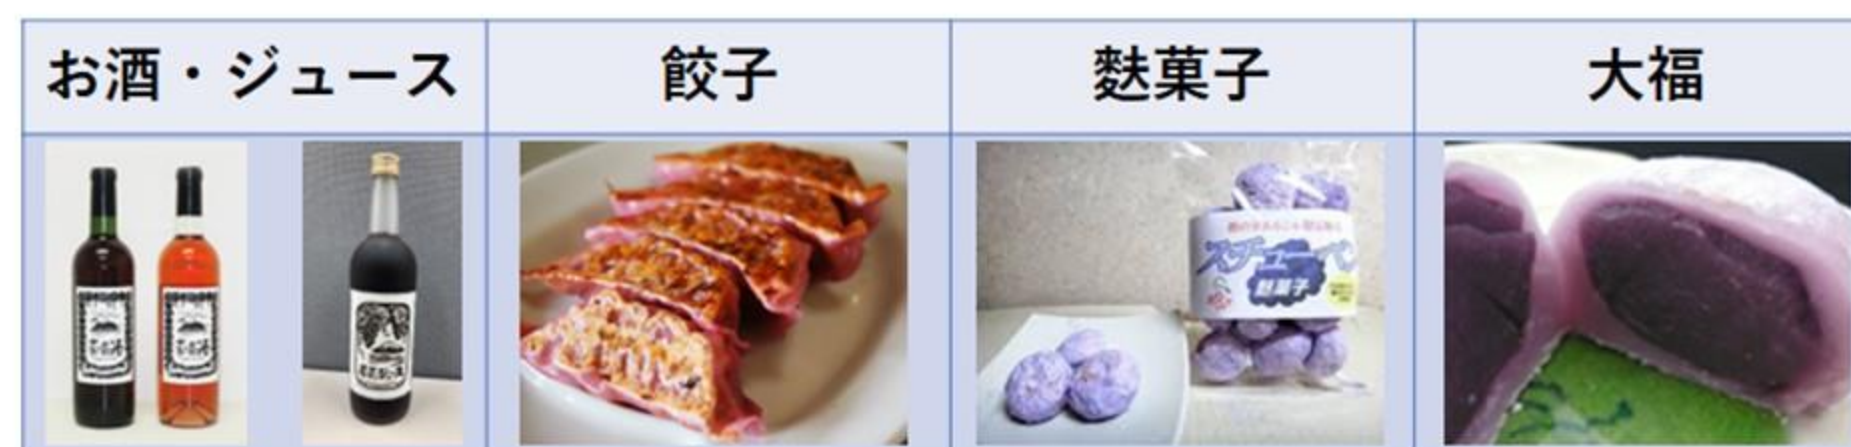 お酒・ジュース
餃子
麩菓子
大福
スチューベン
麩菓子